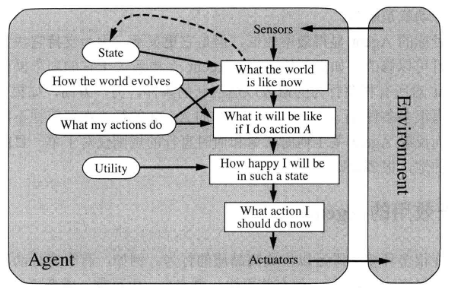 Sensors
State
What the world
is like now
How the world evolves
What it will be like
if I do action A
What my actions do
How happy I will be
in such a state
Utility
What action I
should do now
Agent
Actuators
Environment